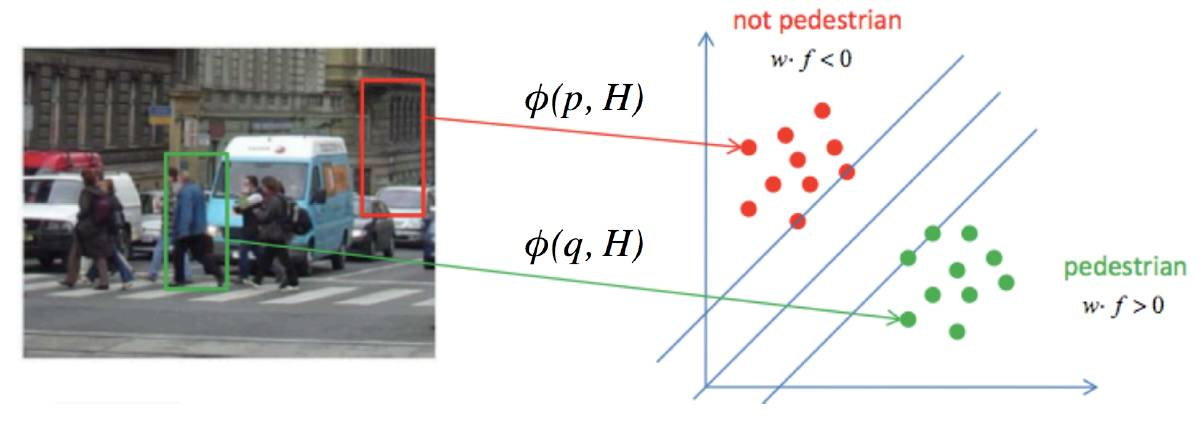 not pedestrian
w· f < 0
ϕ(p, H)
ϕ(q, H)
pedestrian
w· f > 0